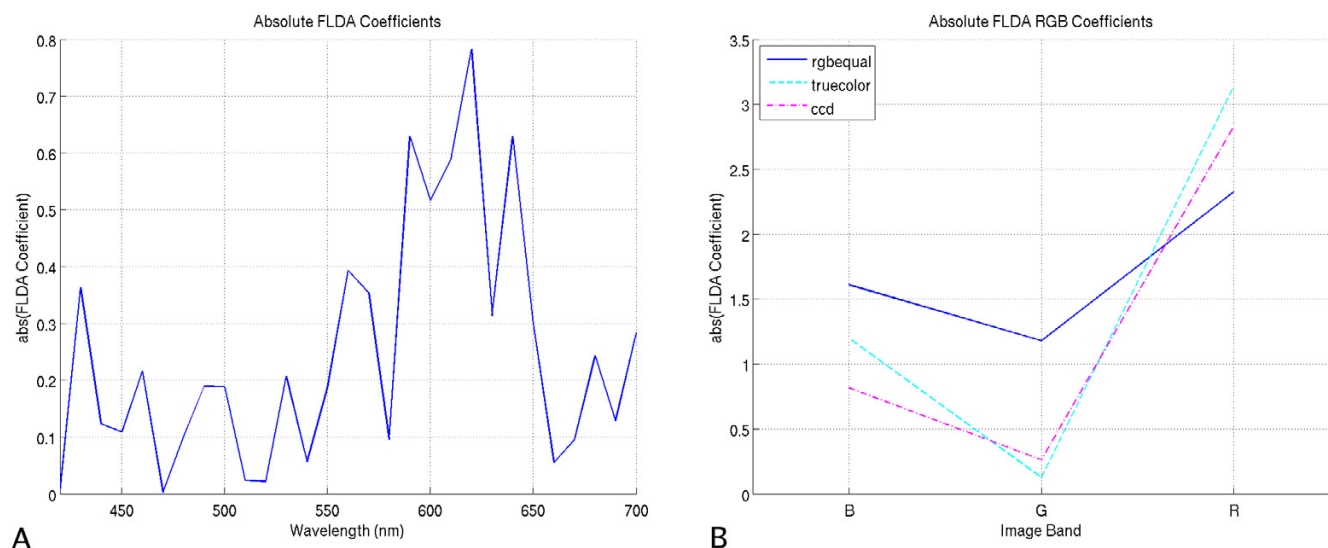 Absolute FLDA Coefficients
abs(FLDA Coefficient)
0.8
0.7
0.6
0.5
0.4
0.3
0.2
0.1
0
450
500
550
600
650
700
Wavelength (nm)
A
Absolute FLDA RGB Coefficients
abs(FLDA Coefficient)
3.5
3
2.5
2
1.5
1
0.5
0
rgbequal
truecolor
ccd
B
G
R
Image Band
B